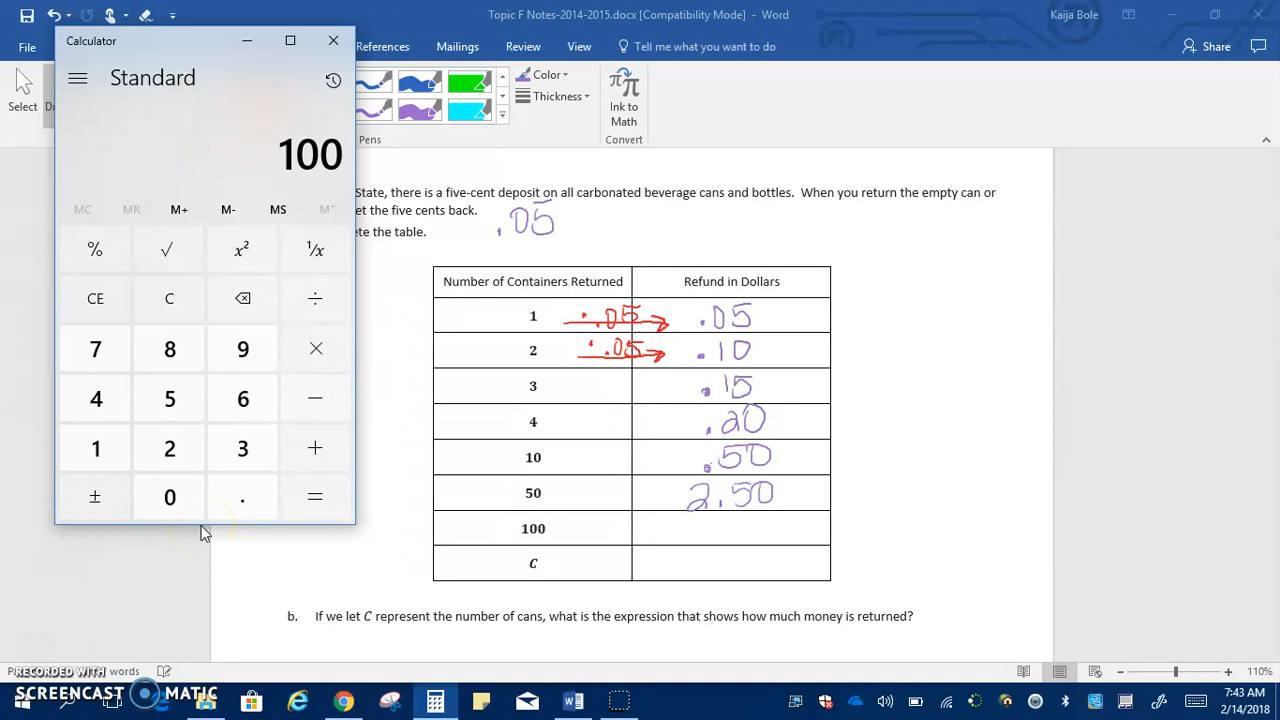 Topic F Notes-2014-2015.docx [Compatibility Mode] - Word
Kaija Bole
File
References
Mailings
Review
View
Tell me what you want to do
Share
Calculator
Standard
100
MC MR M+ M- MS M˅
% √ x² ¹/x
CE C ⌫ ÷
7 8 9 ×
4 5 6 −
1 2 3 +
± 0 . =
Select
Color
Thickness
Ink to
Math
Pens
Convert
State, there is a five-cent deposit on all carbonated beverage cans and bottles. When you return the empty can or
et the five cents back.
ete the table.
.05
Number of Containers Returned Refund in Dollars
1 · .05 .05
2 · .05 .10
3 .15
4 .20
10 .50
50 2.50
100
C
b. If we let C represent the number of cans, what is the expression that shows how much money is returned?
words
110%
RECORDED WITH
SCREENCAST MATIC
7:43 AM
2/14/2018